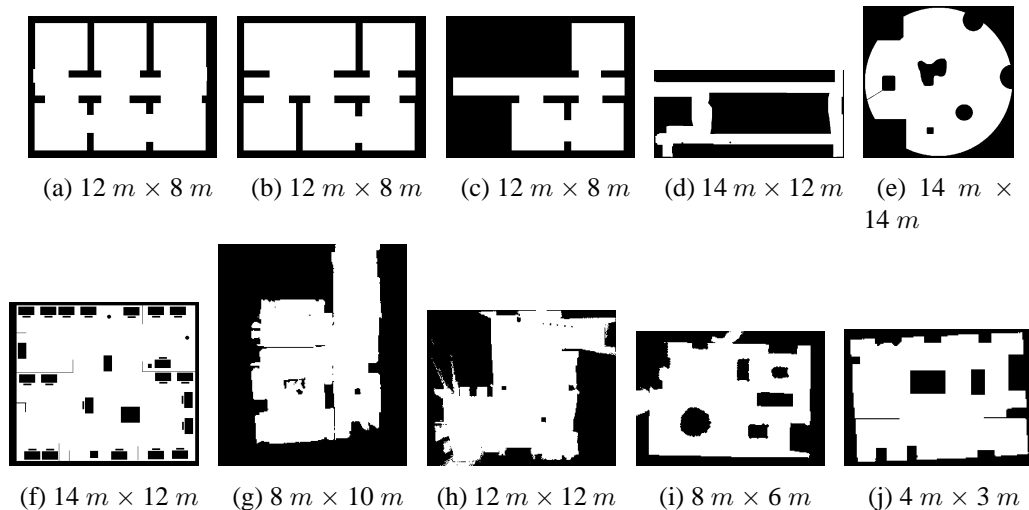 (a) 12 m × 8 m
(b) 12 m × 8 m
(c) 12 m × 8 m
(d) 14 m × 12 m
(e) 14 m ×
14 m
(f) 14 m × 12 m
(g) 8 m × 10 m
(h) 12 m × 12 m
(i) 8 m × 6 m
(j) 4 m × 3 m